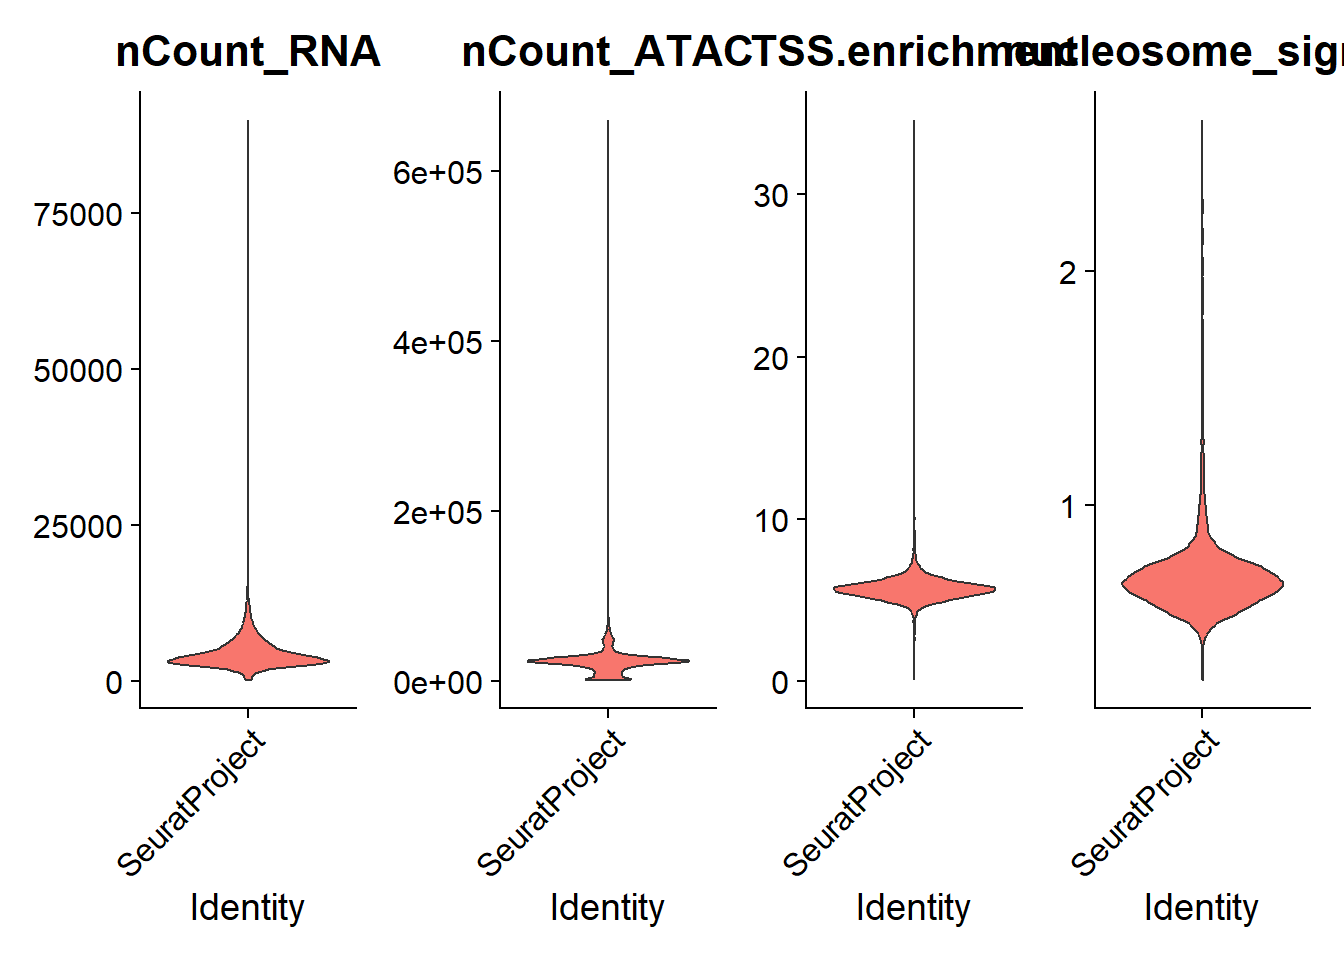 nCount_RNA
75000
50000
25000
0
SeuratProject
Identity
nCount_ATAC
6e+05
4e+05
2e+05
0e+00
SeuratProject
Identity
TSS.enrichment
30
20
10
0
SeuratProject
Identity
nucleosome_sig
2
1
SeuratProject
Identity